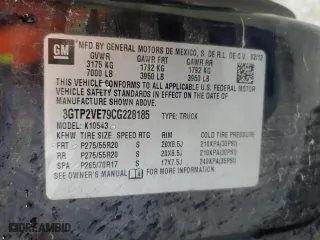 GM
MFD BY GENERAL MOTORS DE MEXICO, S. DE R.L. DE C.V.
GVWR GAWR FRT GAWR RR
3175 KG 1792 KG 1792 KG
7000 LB 3950 LB 3950 LB
THIS VEHICLE CONFORMS TO ALL APPLICABLE U.S.
FEDERAL MOTOR VEHICLE SAFETY
STANDARDS IN EFFECT ON THE DATE OF
MANUFACTURE SHOWN ABOVE.
3GTP2VE79CG228185 TYPE: TRUCK
MODEL: K10543
KFHW TIRE SIZE SPEED RTG RIM COLD TIRE PRESSURE
FRT P275/55R20 S 20X8.5J 210KPA(30PSI)
RR P275/55R20 S 20X8.5J 210KPA(30PSI)
SPA P265/70R17 S 17X7.5J 240KPA(35PSI)
SEE OWNER'S MANUAL FOR ADDITIONAL INFORMATION